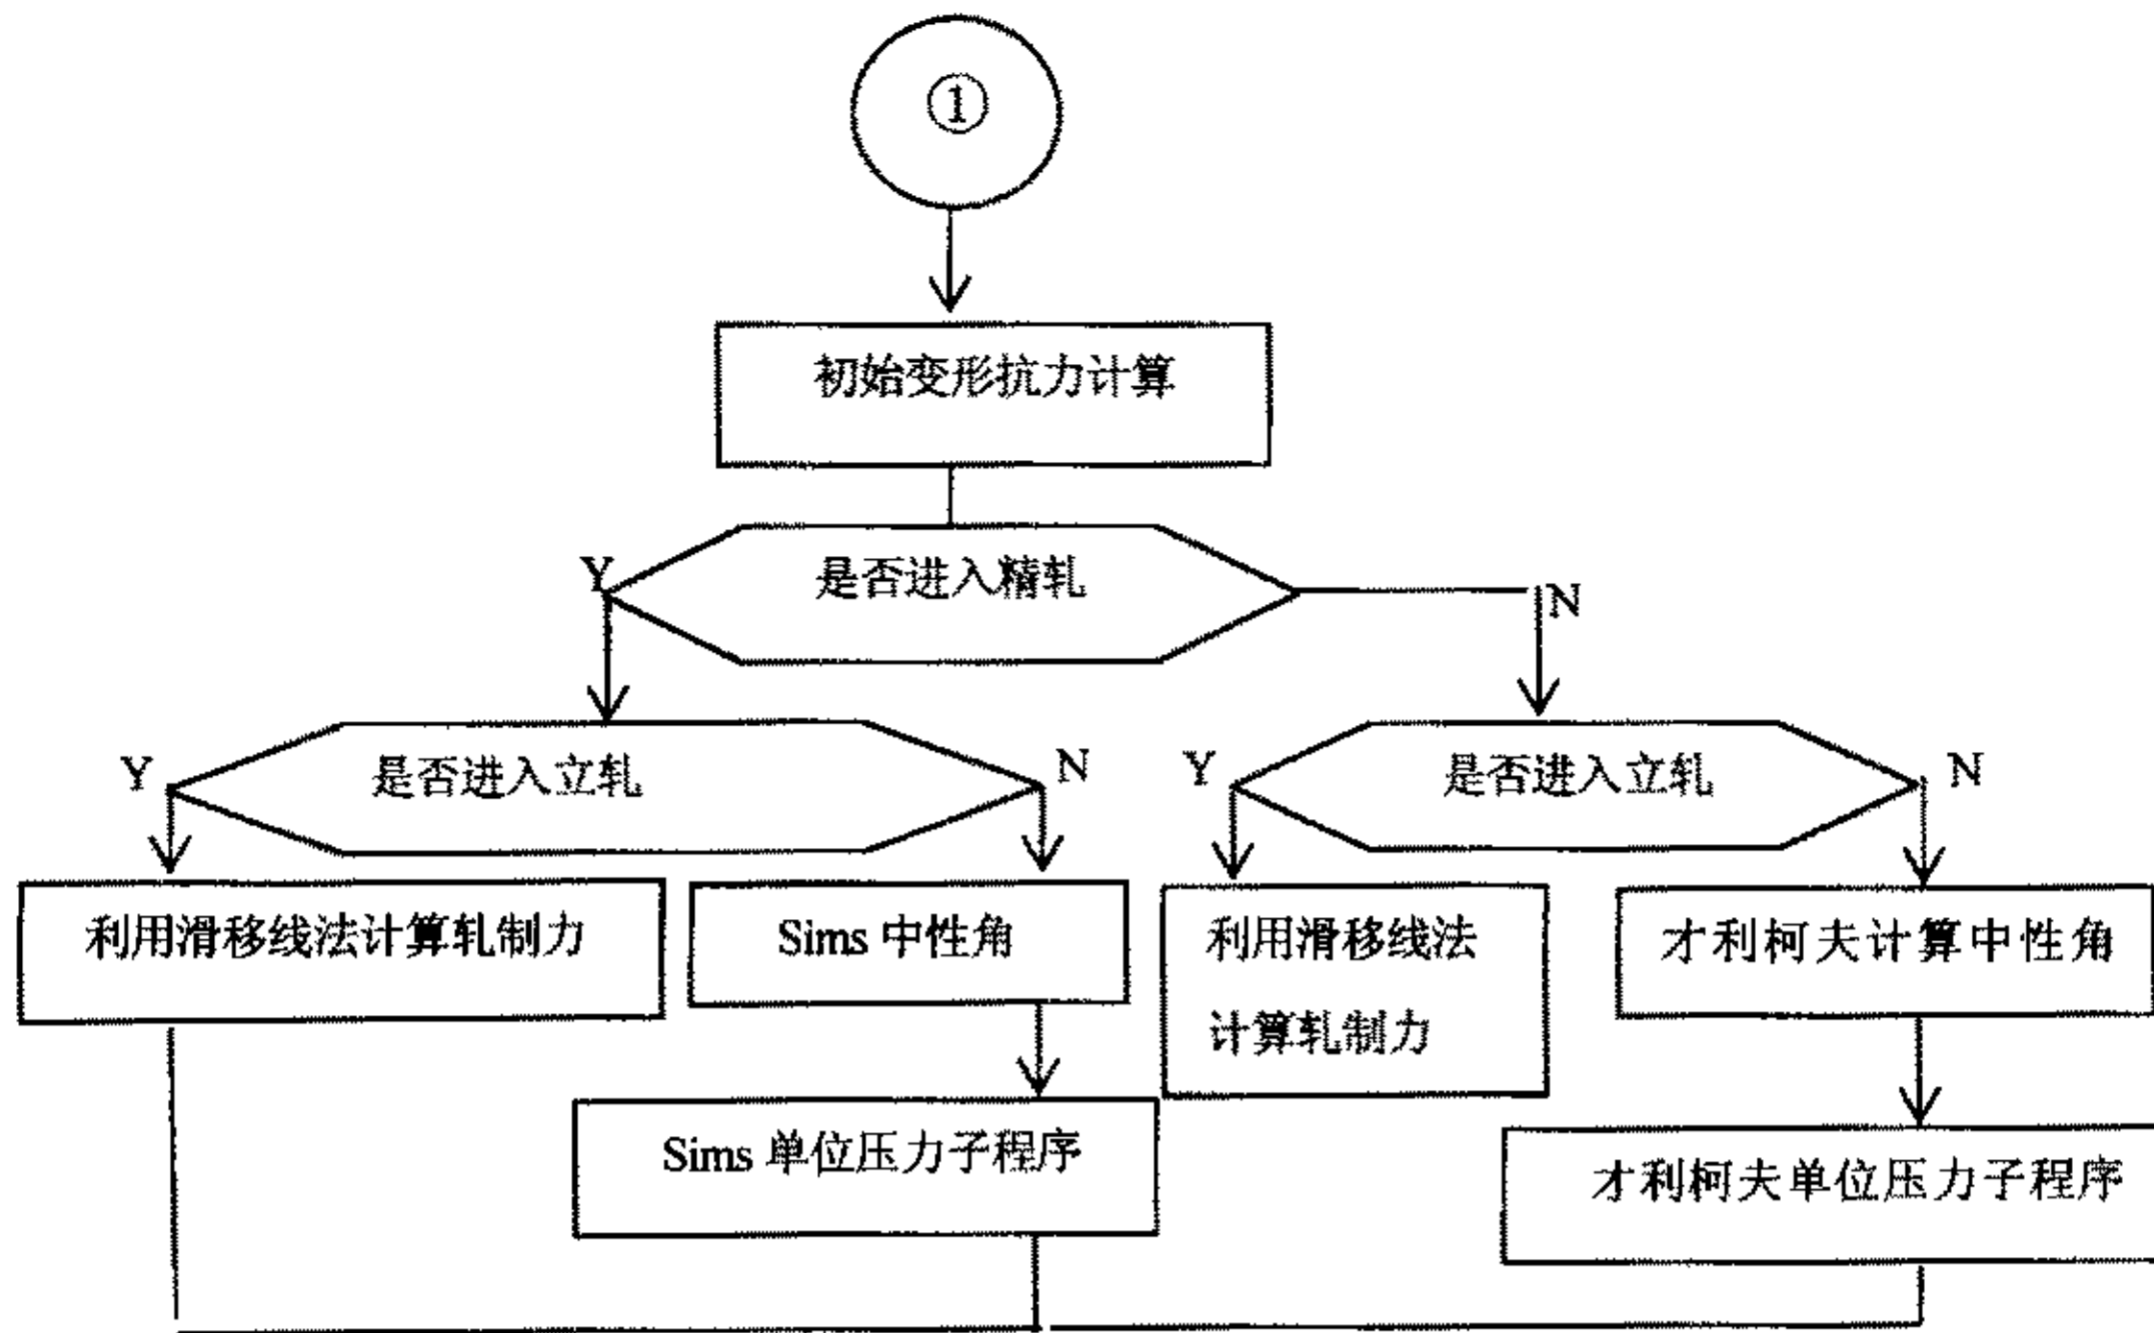 ①
初始变形抗力计算
是否进入精轧
Y
N
是否进入立轧
Y
N
是否进入立轧
Y
N
利用滑移线法计算轧制力
Sims 中性角
利用滑移线法
计算轧制力
才利柯夫计算中性角
Sims 单位压力子程序
才利柯夫单位压力子程序